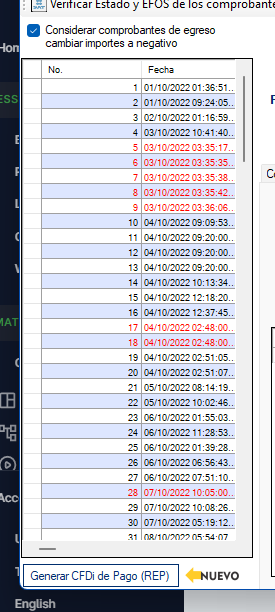 Verificar Estado y EFOS de los comprobante
Considerar comprobantes de egreso
cambiar importes a negativo
No. Fecha
1 01/10/2022 01:36:51...
2 01/10/2022 09:24:05...
3 02/10/2022 01:16:59...
4 03/10/2022 10:41:40...
5 03/10/2022 03:35:17...
6 03/10/2022 03:35:35...
7 03/10/2022 03:35:38...
8 03/10/2022 03:35:42...
9 03/10/2022 03:36:06...
10 04/10/2022 09:09:53...
11 04/10/2022 09:20:00...
12 04/10/2022 09:20:00...
13 04/10/2022 09:20:00...
14 04/10/2022 10:13:34...
15 04/10/2022 12:18:20...
16 04/10/2022 12:37:45...
17 04/10/2022 02:48:00...
18 04/10/2022 02:48:00...
19 04/10/2022 02:51:05...
20 04/10/2022 02:51:07...
21 05/10/2022 08:14:19...
22 05/10/2022 10:02:46...
23 06/10/2022 01:55:03...
24 06/10/2022 11:28:53...
25 06/10/2022 01:39:28...
26 06/10/2022 06:56:43...
27 06/10/2022 07:51:10...
28 07/10/2022 10:05:00...
29 07/10/2022 10:08:26...
30 07/10/2022 05:19:12...
31 08/10/2022 05:54:07
Generar CFDi de Pago (REP)
NUEVO
English